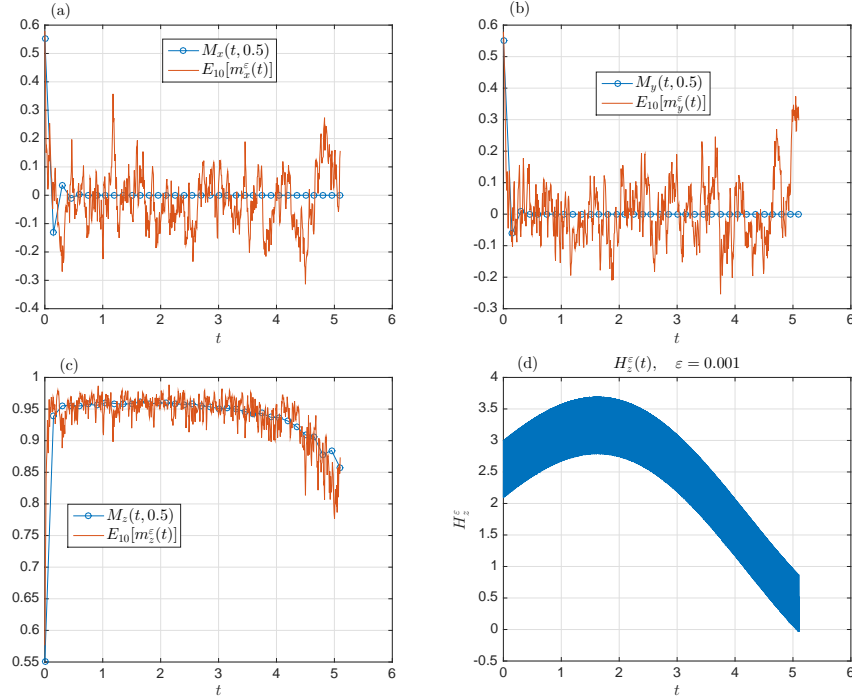 (a)
0.6
0.5
0.4
0.3
0.2
0.1
0
-0.1
-0.2
-0.3
-0.4
0 1 2 3 4 5 6
t
M_x(t, 0.5)
E_{10}[m_x^ε(t)]
(b)
0.6
0.5
0.4
0.3
0.2
0.1
0
-0.1
-0.2
-0.3
0 1 2 3 4 5 6
t
M_y(t, 0.5)
E_{10}[m_y^ε(t)]
(c)
1
0.95
0.9
0.85
0.8
0.75
0.7
0.65
0.6
0.55
0 1 2 3 4 5 6
t
M_z(t, 0.5)
E_{10}[m_z^ε(t)]
(d) H_z^ε(t), ε = 0.001
4
3.5
3
2.5
2
1.5
1
0.5
0
-0.5
0 1 2 3 4 5 6
t
H_z^ε